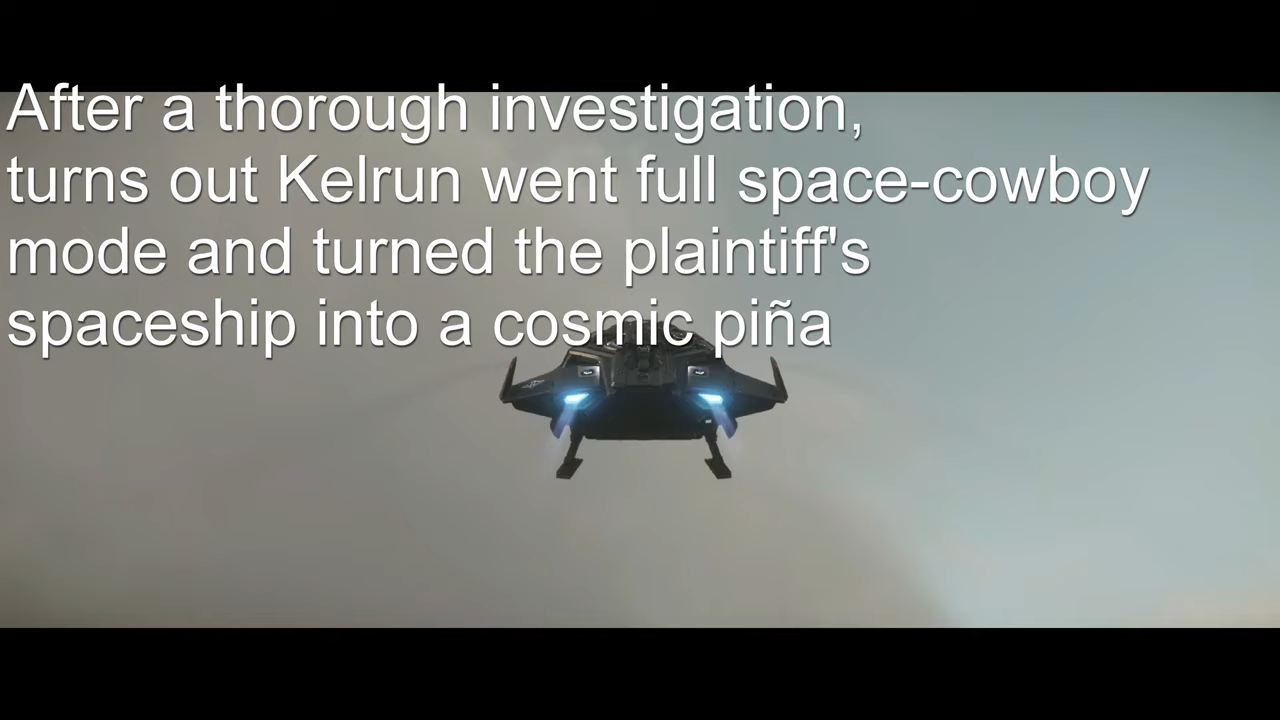 After a thorough investigation,
turns out Kelrun went full space-cowboy
mode and turned the plaintiff's
spaceship into a cosmic piña